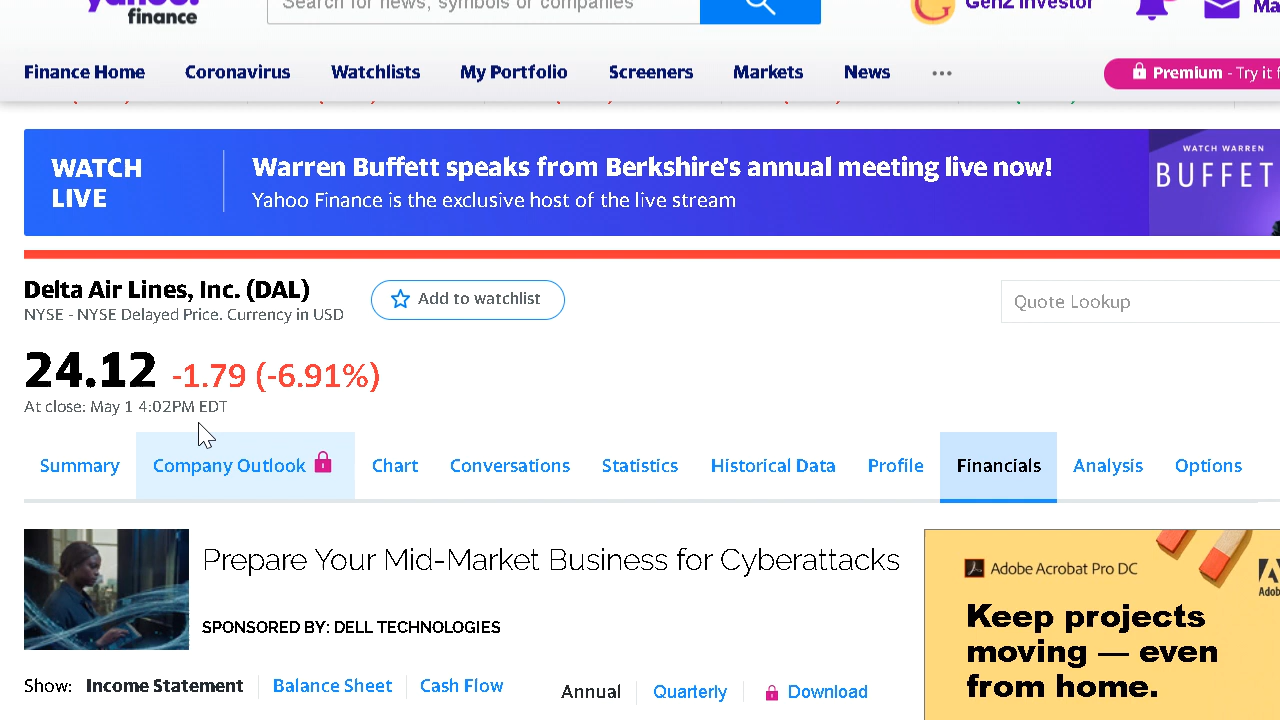 yahoo!
finance
Search for news, symbols or companies
GenZ Investor
Finance Home Coronavirus Watchlists My Portfolio Screeners Markets News •••
Premium - Try it
WATCH
LIVE
Warren Buffett speaks from Berkshire's annual meeting live now!
Yahoo Finance is the exclusive host of the live stream
WATCH WARREN
BUFFET
Delta Air Lines, Inc. (DAL)
NYSE - NYSE Delayed Price. Currency in USD
Add to watchlist
Quote Lookup
24.12 -1.79 (-6.91%)
At close: May 1 4:02PM EDT
Summary Company Outlook Chart Conversations Statistics Historical Data Profile Financials Analysis Options
Prepare Your Mid-Market Business for Cyberattacks
SPONSORED BY: DELL TECHNOLOGIES
Adobe Acrobat Pro DC
Adob
Keep projects
moving — even
from home.
Show: Income Statement Balance Sheet Cash Flow
Annual Quarterly Download